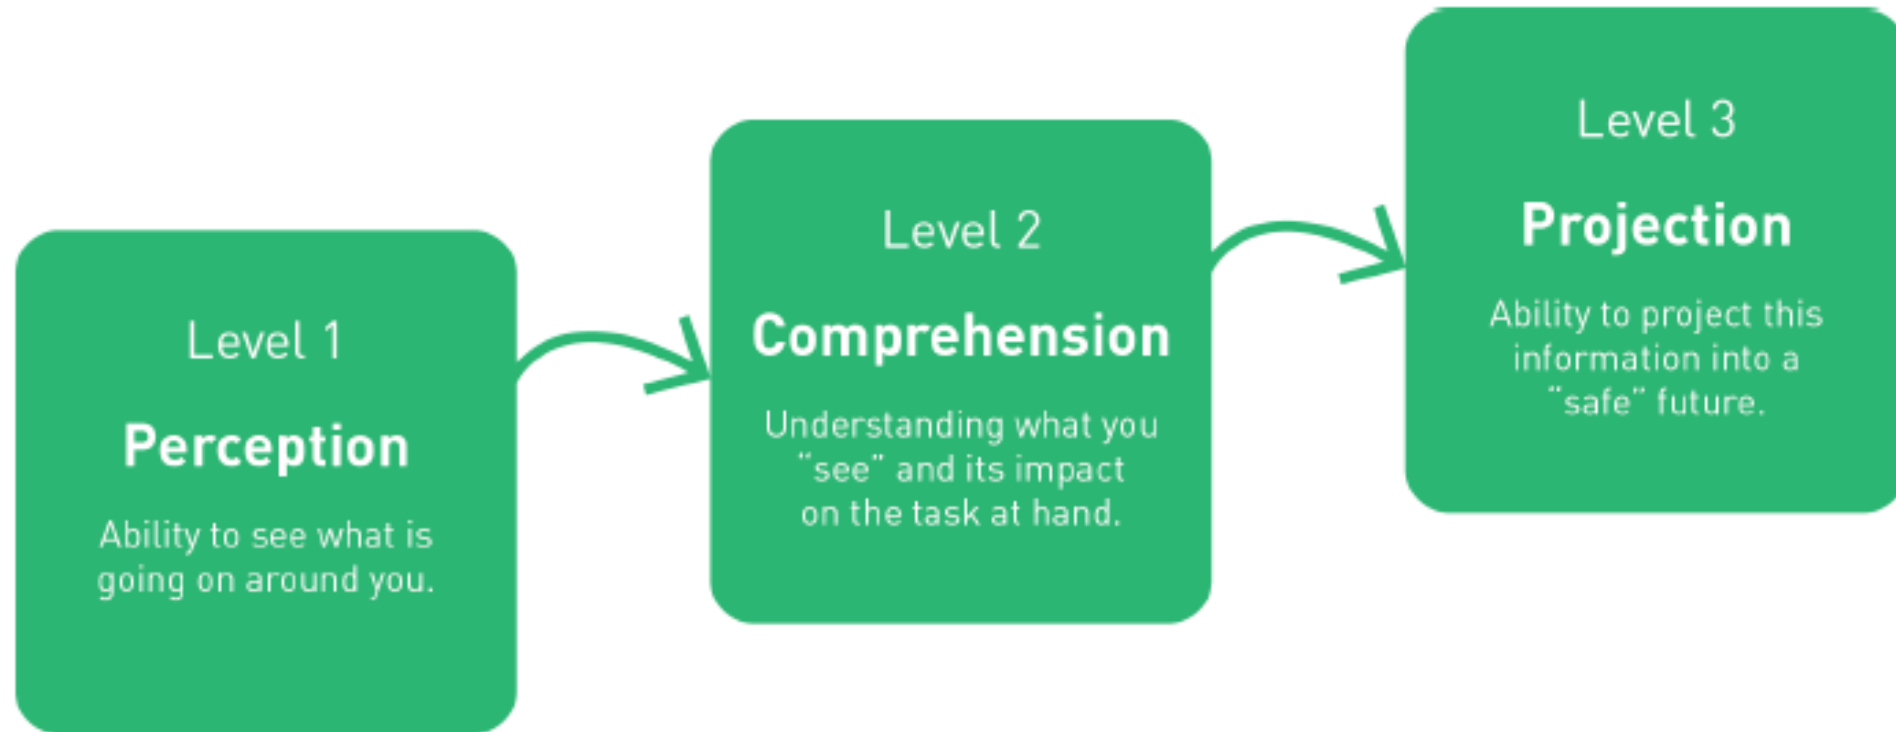 Level 1
Perception
Ability to see what is
going on around you.
Level 2
Comprehension
Understanding what you
“see” and its impact
on the task at hand.
Level 3
Projection
Ability to project this
information into a
“safe” future.